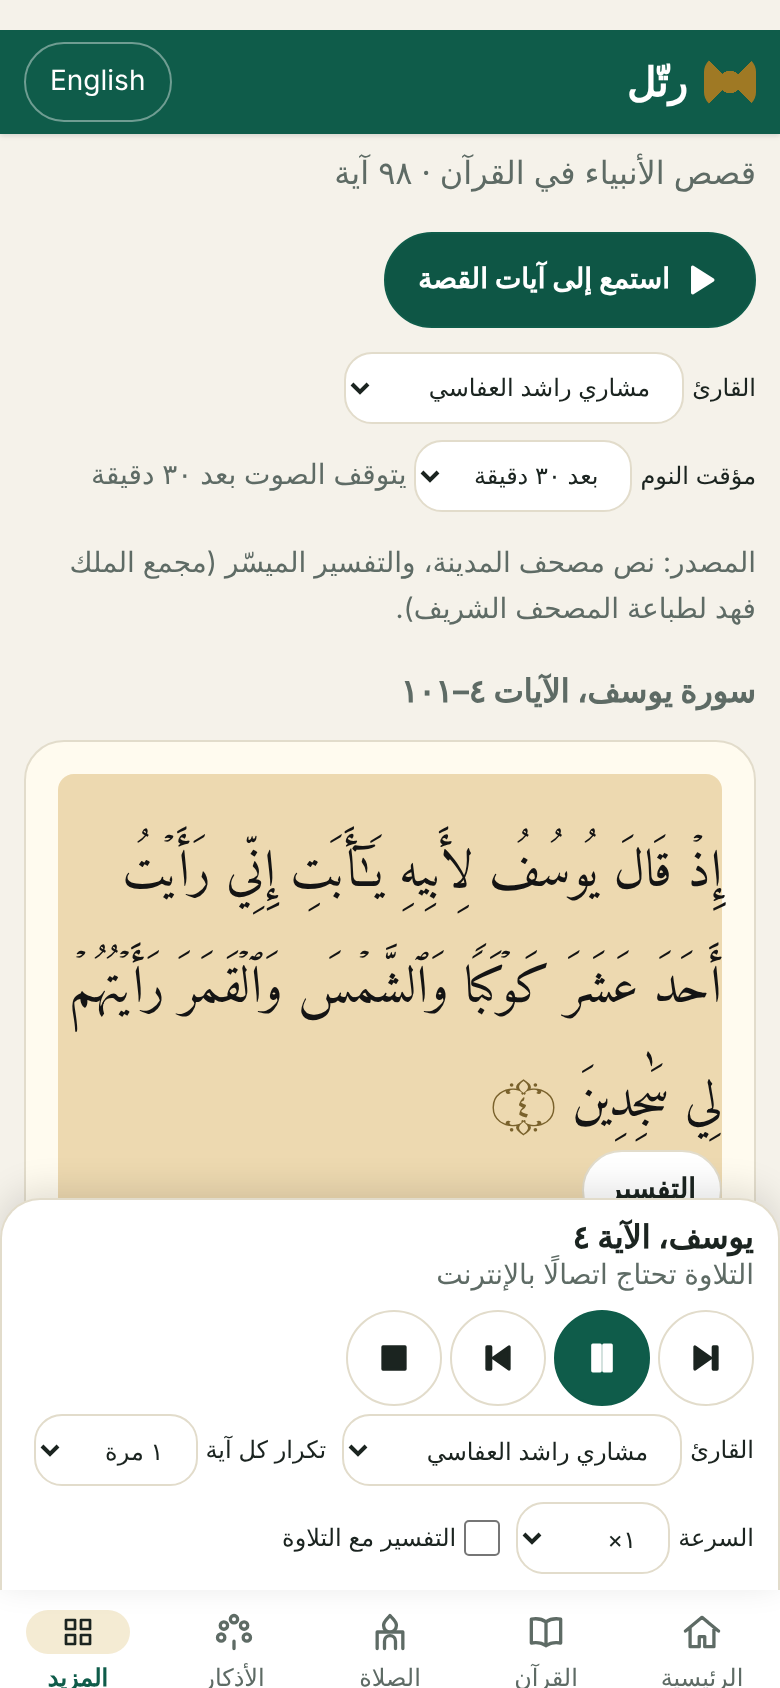 رتّل
English
قصص الأنبياء في القرآن · ٩٨ آية
استمع إلى آيات القصة
القارئ مشاري راشد العفاسي
مؤقت النوم بعد ٣٠ دقيقة يتوقف الصوت بعد ٣٠ دقيقة
المصدر: نص مصحف المدينة، والتفسير الميسّر (مجمع الملك
فهد لطباعة المصحف الشريف).
سورة يوسف، الآيات ٤–١٠١
إِذۡ قَالَ يُوسُفُ لِأَبِيهِ يَٰٓأَبَتِ إِنِّي رَأَيۡتُ
أَحَدَ عَشَرَ كَوۡكَبٗا وَٱلشَّمۡسَ وَٱلۡقَمَرَ رَأَيۡتُهُمۡ
لِي سَٰجِدِينَ ٤
التفسير
يوسف، الآية ٤
التلاوة تحتاج اتصالًا بالإنترنت
القارئ مشاري راشد العفاسي تكرار كل آية ١ مرة
السرعة ١× التفسير مع التلاوة
الرئيسية القرآن الصلاة الأذكار المزيد